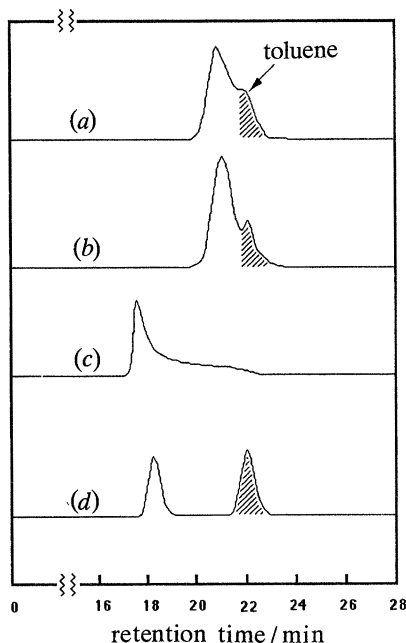 toluene
(a)
(b)
(c)
(d)
0 16 18 20 22 24 26 28
retention time / min